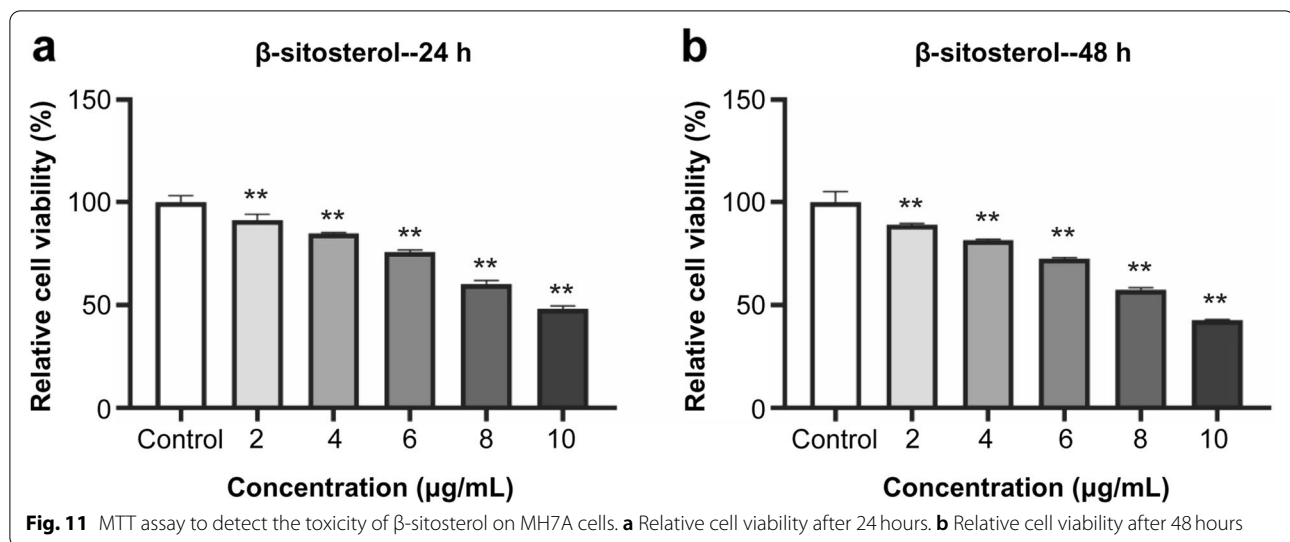 a
β-sitosterol--24 h
Relative cell viability (%)
150
100
50
0
**
**
**
**
**
Control 2 4 6 8 10
Concentration (μg/mL)
b
β-sitosterol--48 h
Relative cell viability (%)
150
100
50
0
**
**
**
**
**
Control 2 4 6 8 10
Concentration (μg/mL)
Fig. 11 MTT assay to detect the toxicity of β-sitosterol on MH7A cells. a Relative cell viability after 24 hours. b Relative cell viability after 48 hours